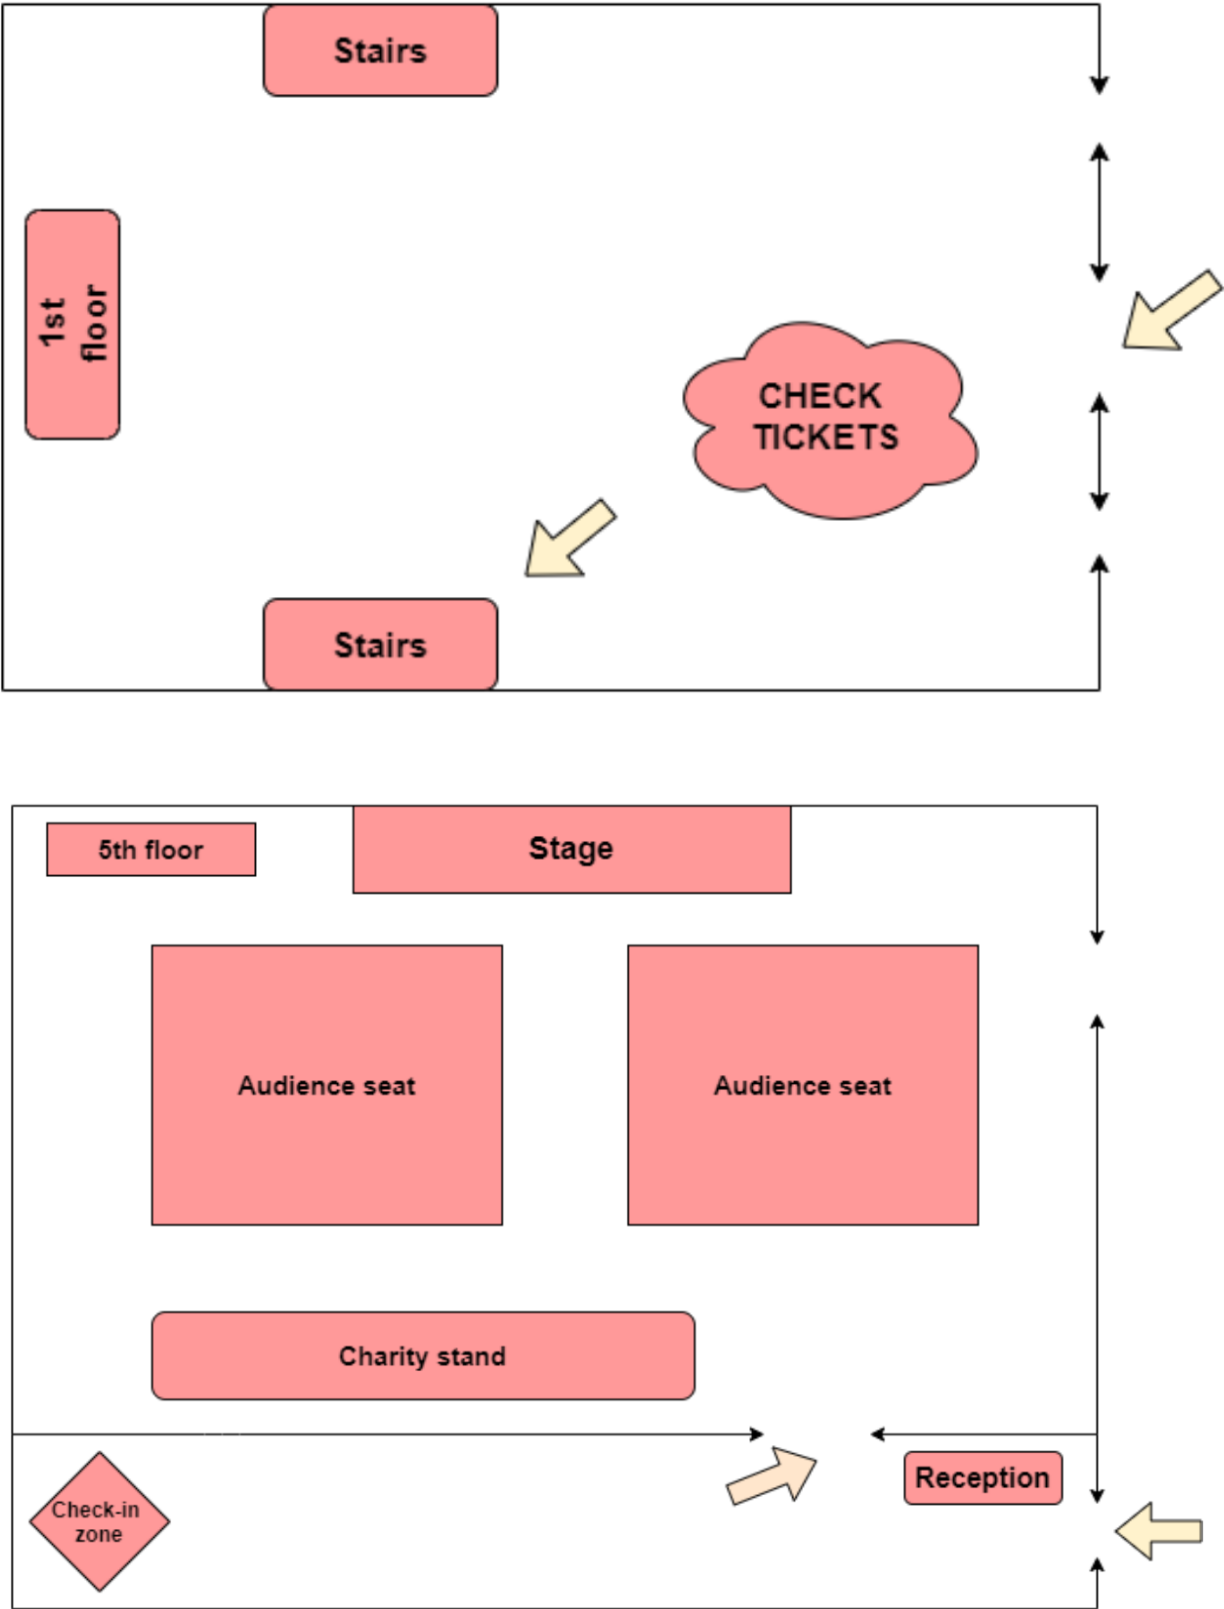 Stairs
1st
floor
CHECK
TICKETS
Stairs
5th floor
Stage
Audience seat
Audience seat
Charity stand
Reception
Check-in
zone